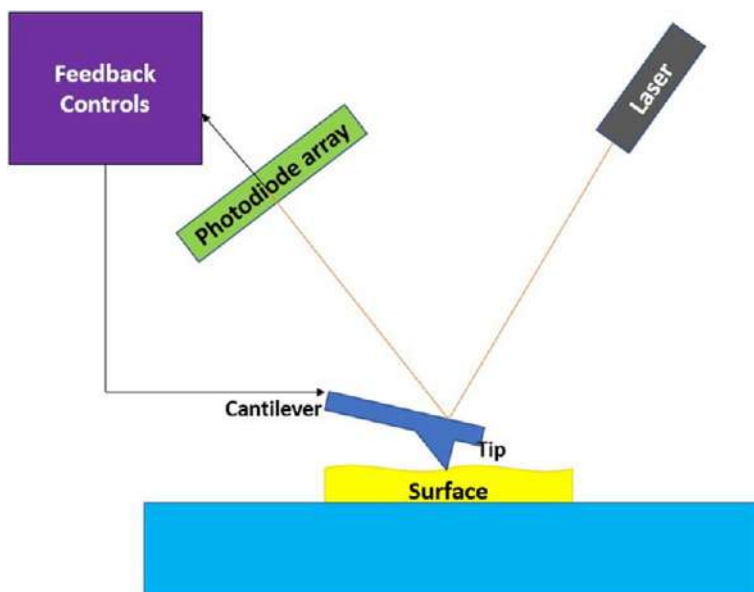 Feedback
Controls
Laser
Photodiode array
Cantilever
Tip
Surface